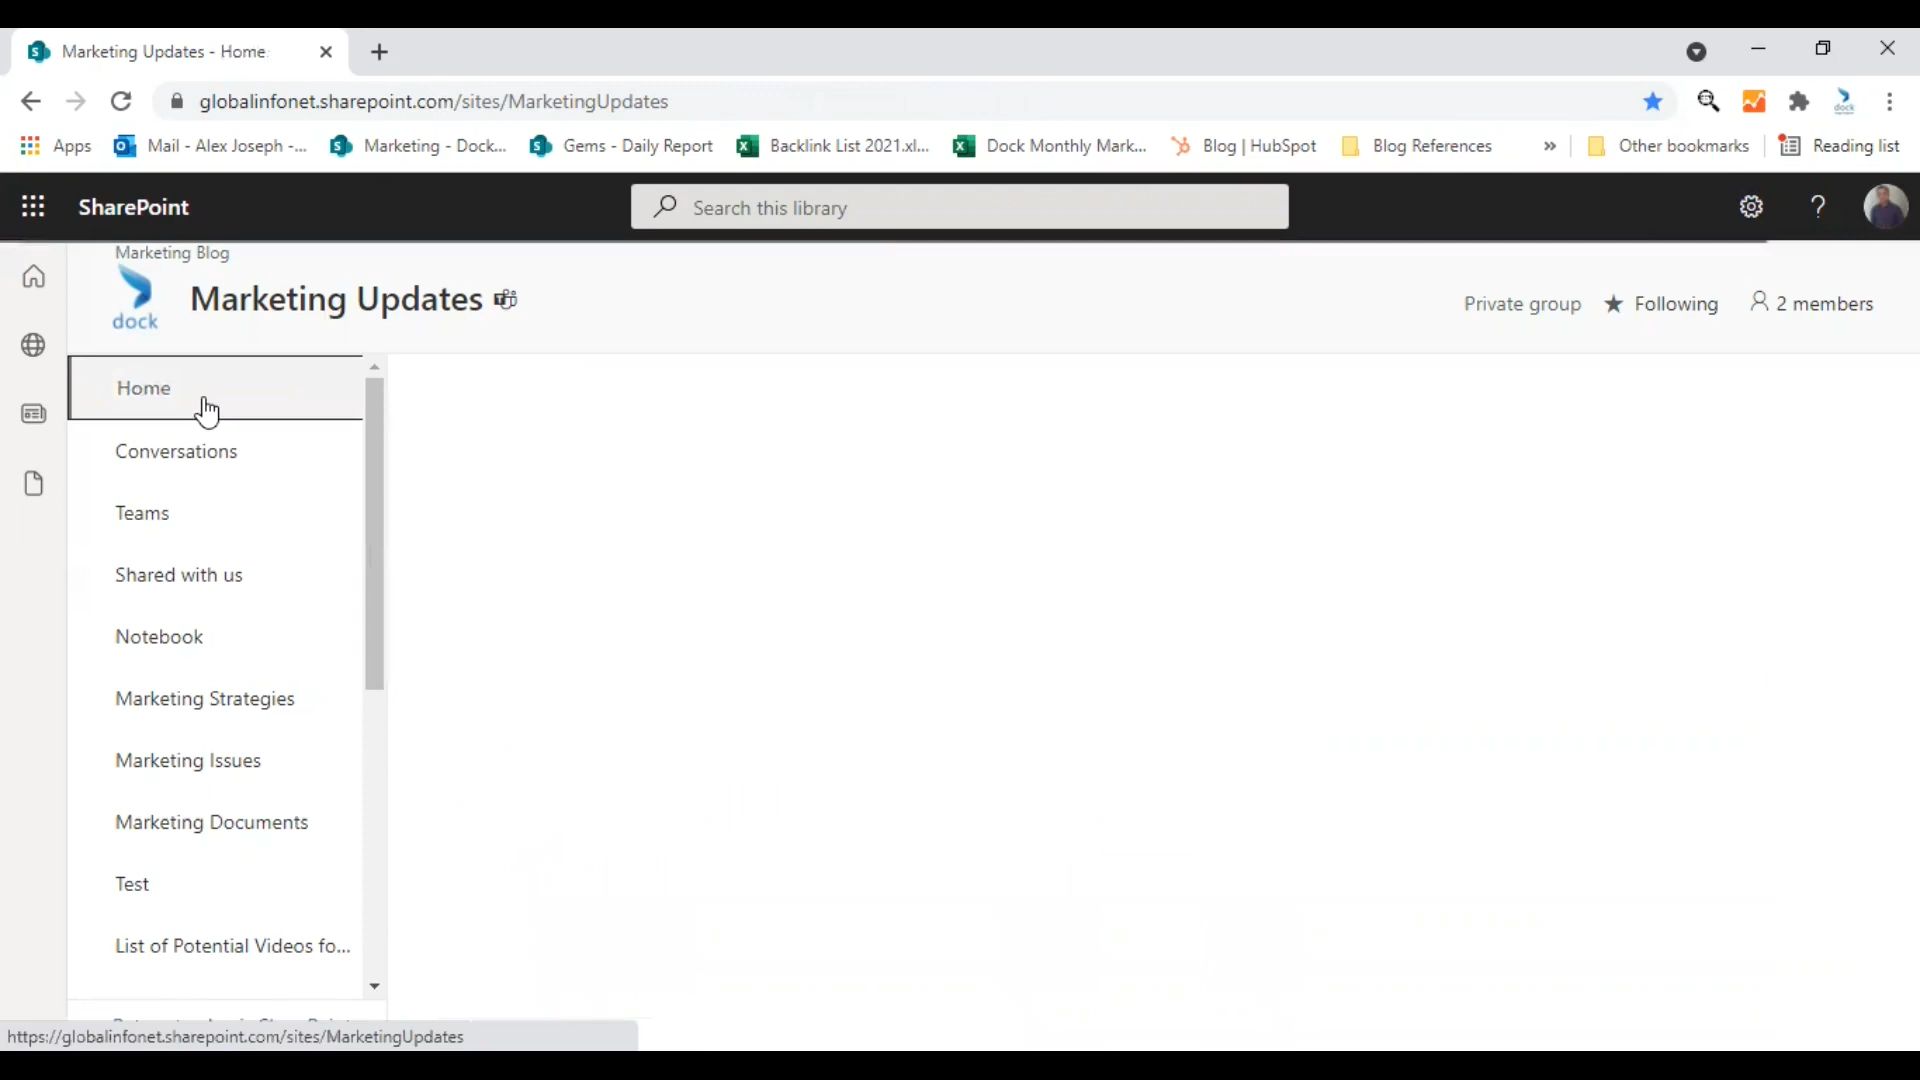 Marketing Updates - Home
globalinfonet.sharepoint.com/sites/MarketingUpdates
Apps
Mail - Alex Joseph -...
Marketing - Dock...
Gems - Daily Report
Backlink List 2021.xl...
Dock Monthly Mark...
Blog | HubSpot
Blog References
»
Other bookmarks
Reading list
SharePoint
Search this library
?
Marketing Blog
dock
Marketing Updates
Private group
Following
2 members
Home
Conversations
Teams
Shared with us
Notebook
Marketing Strategies
Marketing Issues
Marketing Documents
Test
List of Potential Videos fo...
https://globalinfonet.sharepoint.com/sites/MarketingUpdates